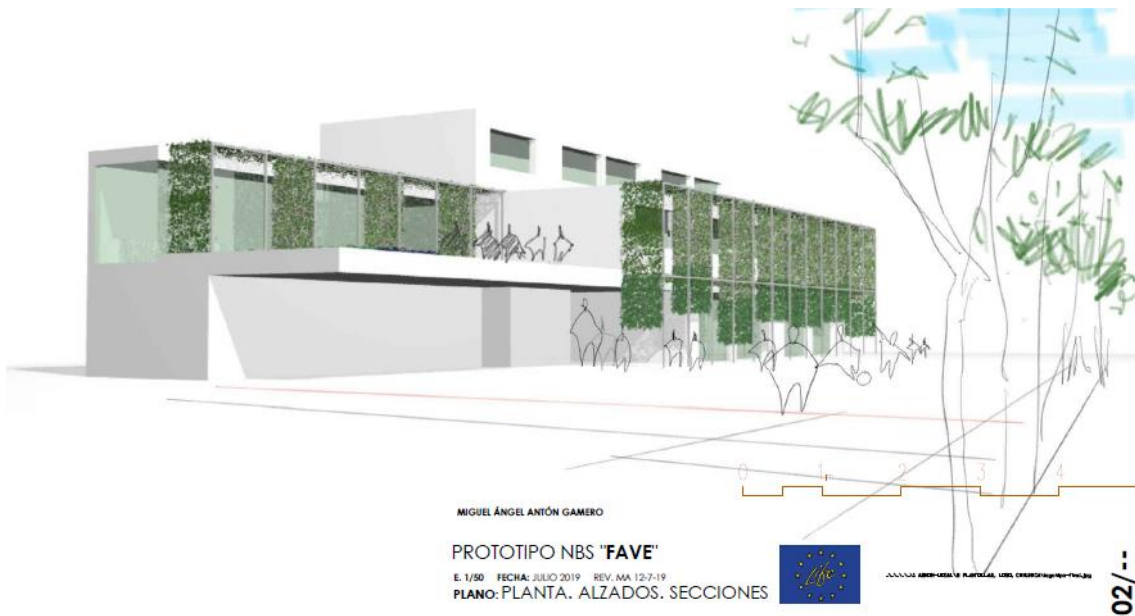 0 1 2 3 4
MIGUEL ÁNGEL ANTÓN GAMERO
PROTOTIPO NBS "FAVE"
E. 1/50 FECHA: JULIO 2019 REV. MA 12-7-19
PLANO: PLANTA. ALZADOS. SECCIONES
life
02/--